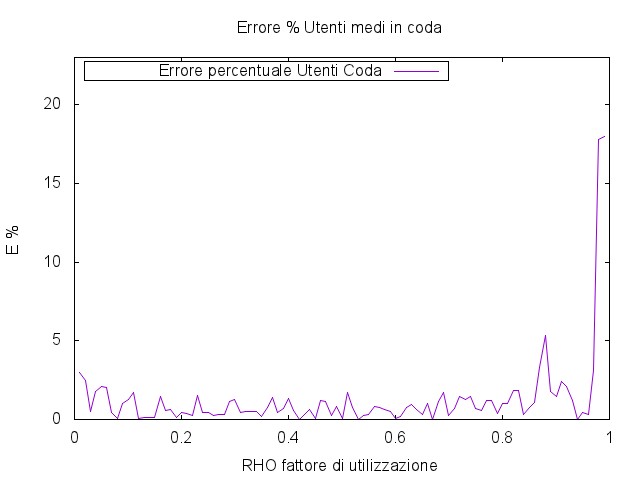 Errore % Utenti medi in coda
Errore percentuale Utenti Coda
20
15
10
5
0
E %
0
0.2
0.4
0.6
0.8
1
RHO fattore di utilizzazione